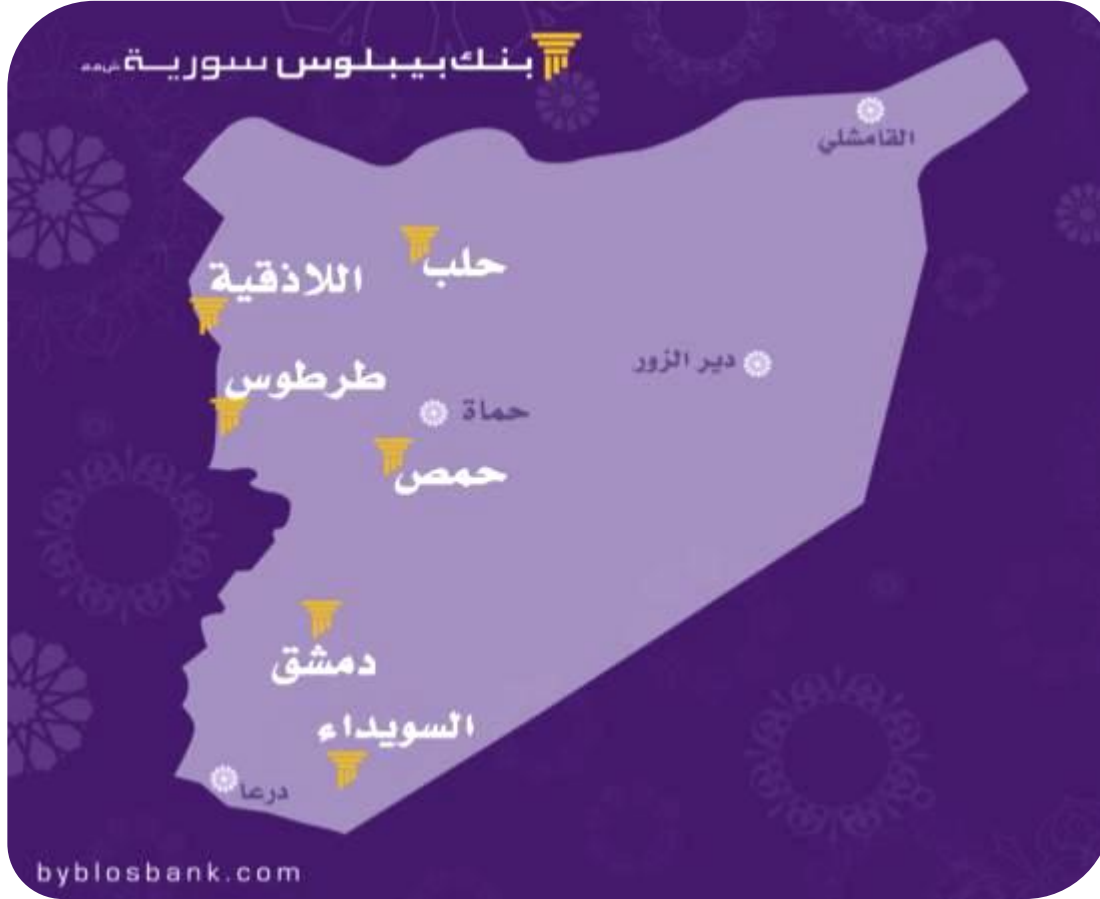 بنك بيبلوس سورية ش.م.م
القامشلي
حلب
اللاذقية
دير الزور
طرطوس
حماة
حمص
دمشق
السويداء
درعا
byblosbank.com